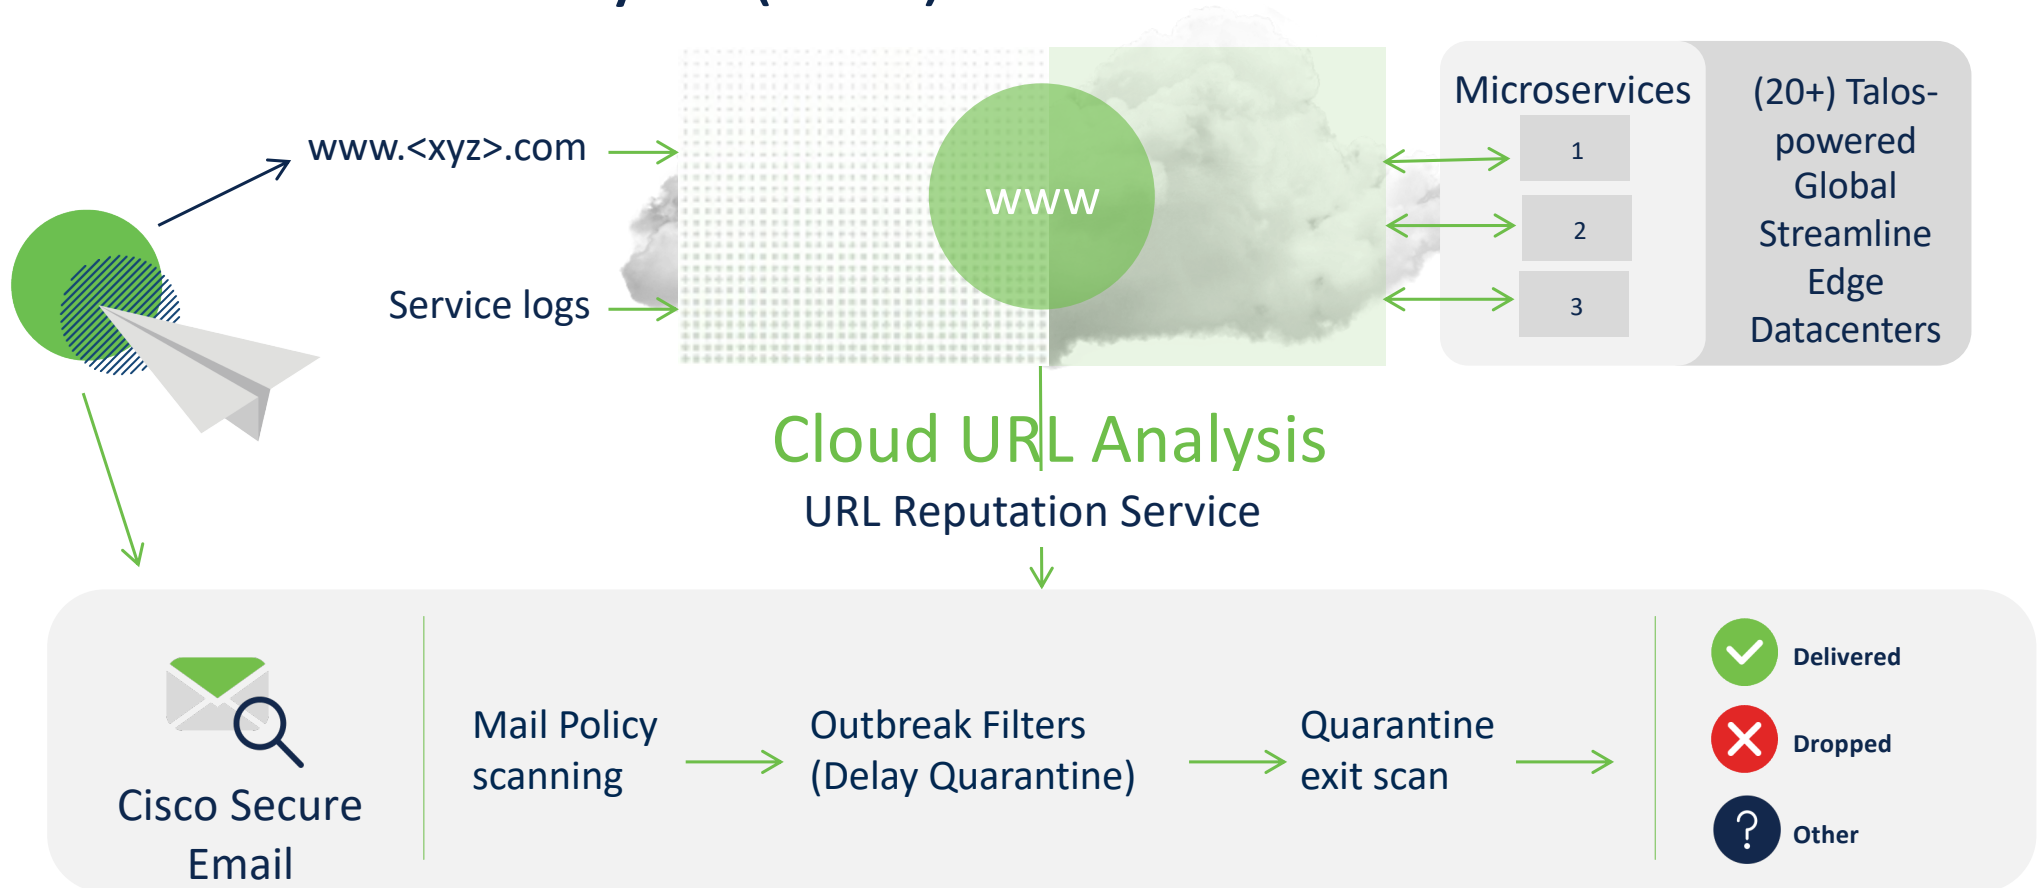 www.<xyz>.com
Service logs
www
Microservices
1
2
3
(20+) Talos-
powered
Global
Streamline
Edge
Datacenters
Cloud URL Analysis
URL Reputation Service
Cisco Secure
Email
Mail Policy
scanning
Outbreak Filters
(Delay Quarantine)
Quarantine
exit scan
Delivered
Dropped
?
Other